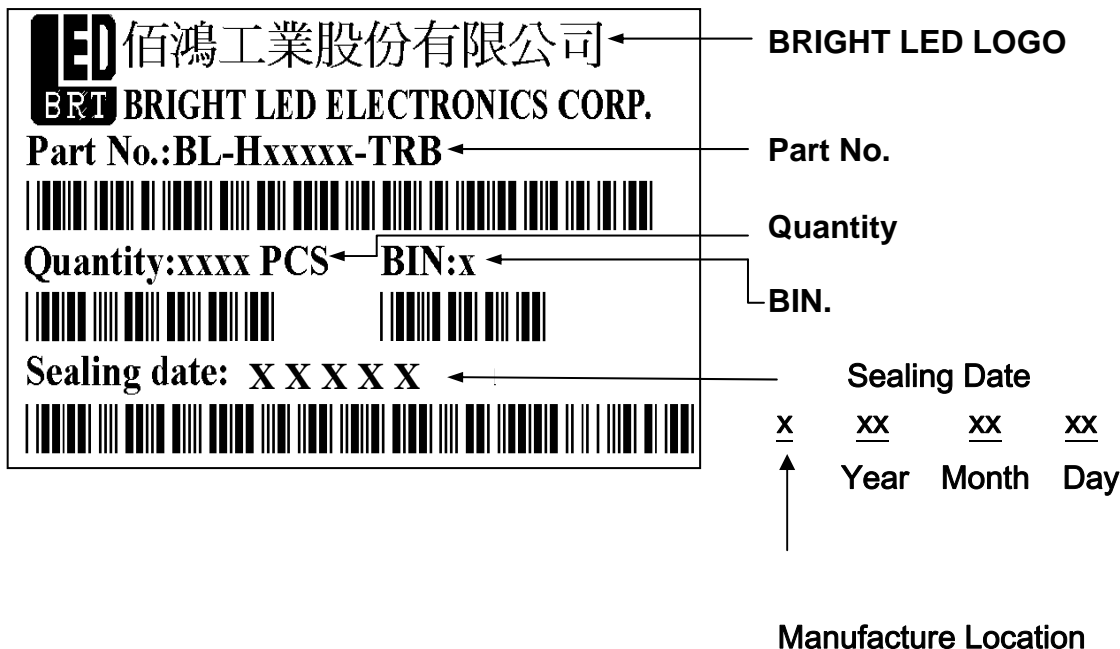 LED 佰鴻工業股份有限公司
BRT BRIGHT LED ELECTRONICS CORP.
Part No.:BL-Hxxxxx-TRB
Quantity:xxxx PCS BIN:x
Sealing date: X X X X X
BRIGHT LED LOGO
Part No.
Quantity
BIN.
Sealing Date
x xx xx xx
Year Month Day
Manufacture Location